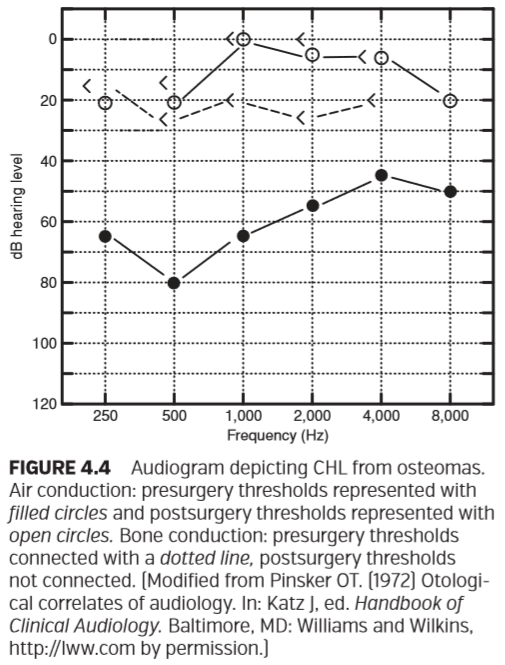 0
20
40
60
80
100
120
dB hearing level
250 500 1,000 2,000 4,000 8,000
Frequency (Hz)
FIGURE 4.4 Audiogram depicting CHL from osteomas.
Air conduction: presurgery thresholds represented with
filled circles and postsurgery thresholds represented with
open circles. Bone conduction: presurgery thresholds
connected with a dotted line, postsurgery thresholds
not connected. (Modified from Pinsker OT. (1972) Otologi-
cal correlates of audiology. In: Katz J, ed. Handbook of
Clinical Audiology. Baltimore, MD: Williams and Wilkins,
http://lww.com by permission.)